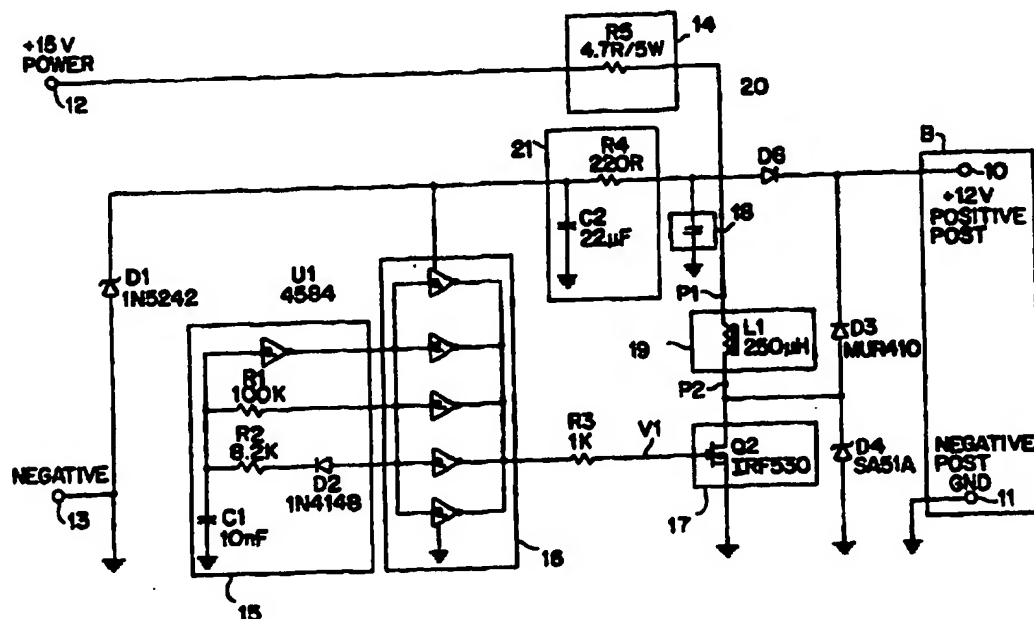 R5
4.7R/5W
14
+15V
POWER
12
20
21
R4
220R
D6
B
10
+12V
POSITIVE
POST
C2
22µF
18
D1
1N5242
U1
4584
P1
L1
250µH
19
D3
MUR410
P2
R1
100K
R2
8.2K
D2
1N4148
R3
1K
V1
Q2
IRF530
D4
SA51A
NEGATIVE
POST
GND
11
NEGATIVE
13
C1
10nF
17
16
15